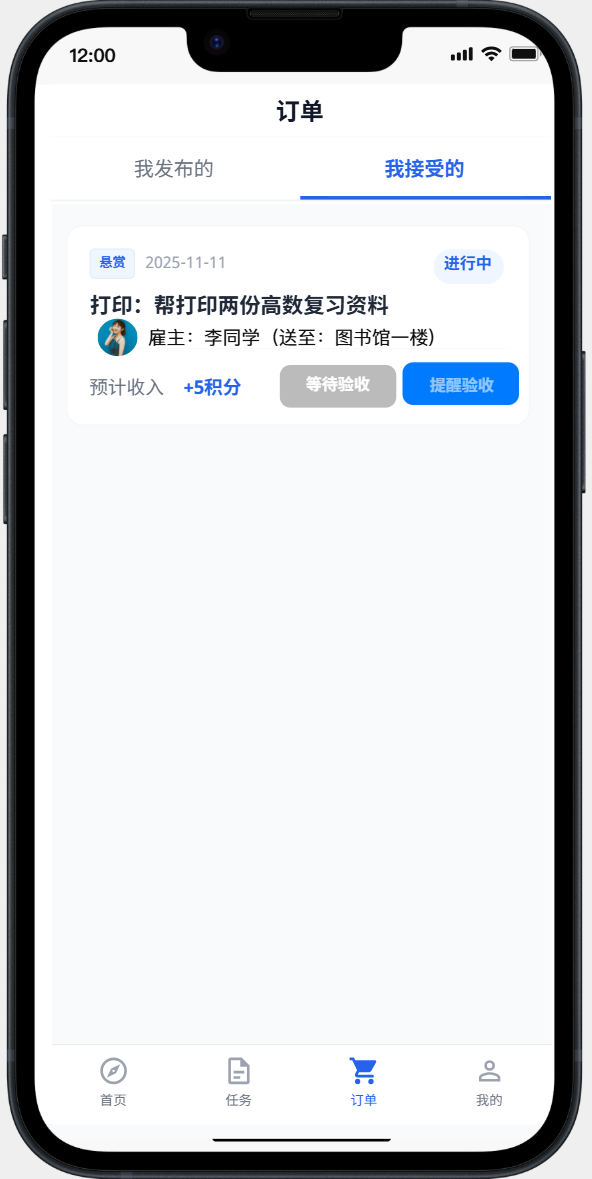 12:00
订单
我发布的 我接受的
悬赏 2025-11-11 进行中
打印：帮打印两份高数复习资料
雇主：李同学（送至：图书馆一楼）
预计收入 +5积分 等待验收 提醒验收
首页 任务 订单 我的